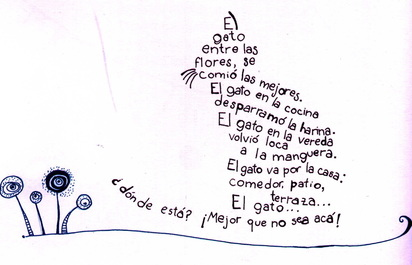 El
gato
entre las
flores, se
comió las mejores.
El gato en la cocina
desparramó la harina.
El gato en la vereda
volvió loca
a la manguera.
El gato va por la casa:
comedor, patio,
terraza...
El gato...
¿dónde está? ¡Mejor que no sea acá!